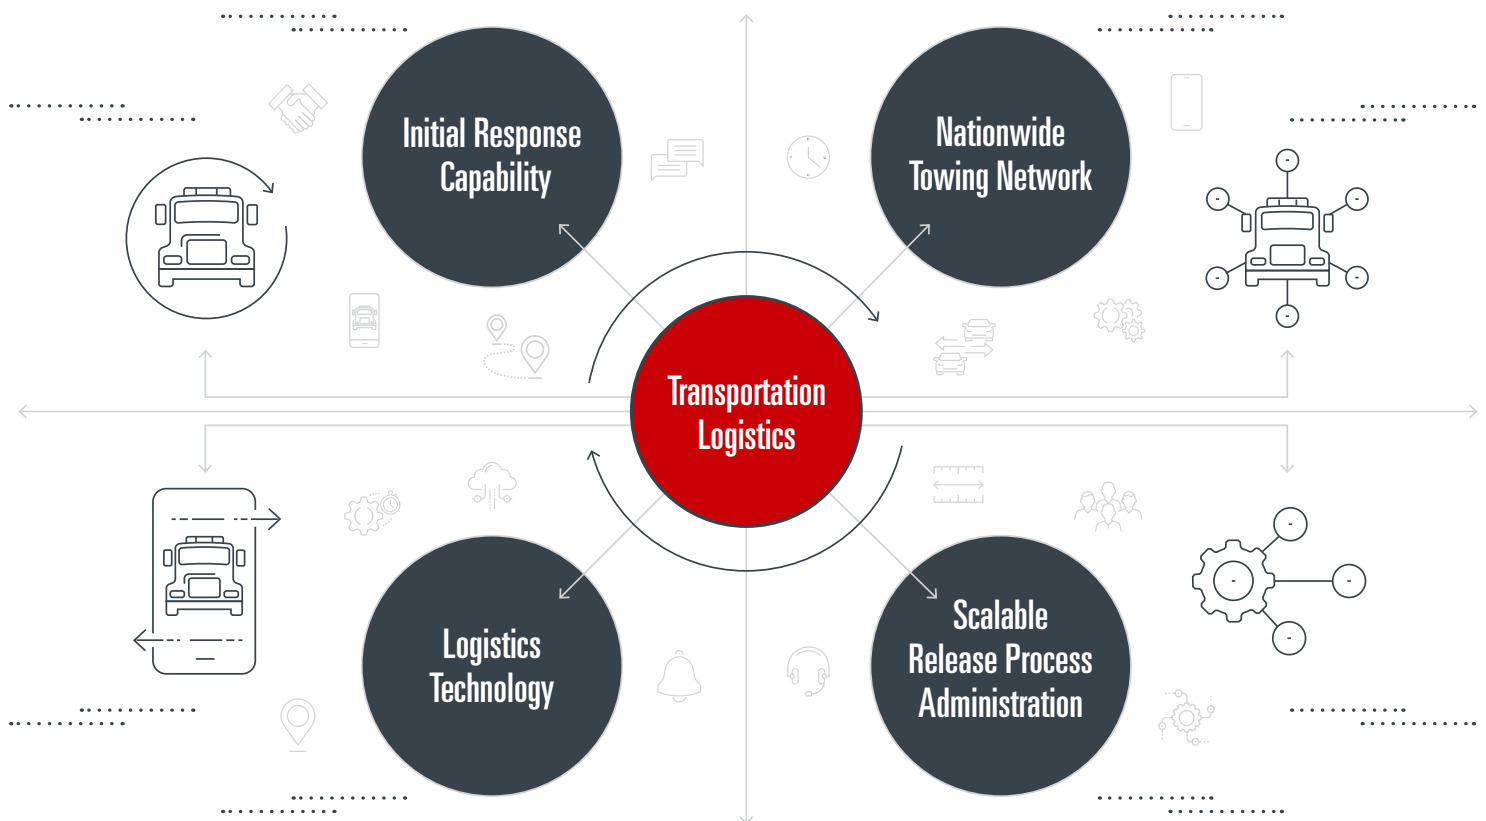 Initial Response
Capability
Nationwide
Towing Network
Transportation
Logistics
Logistics
Technology
Scalable
Release Process
Administration